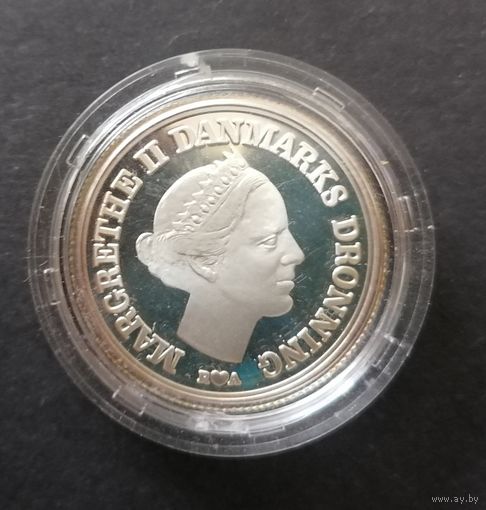 MARGRETHE II DANMARKS DRONNING
R♥A
www.ay.by